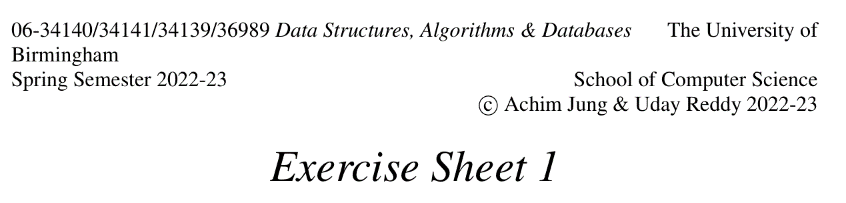 06-34140/34141/34139/36989 Data Structures, Algorithms & Databases The University of
Birmingham
Spring Semester 2022-23 School of Computer Science
© Achim Jung & Uday Reddy 2022-23
Exercise Sheet 1